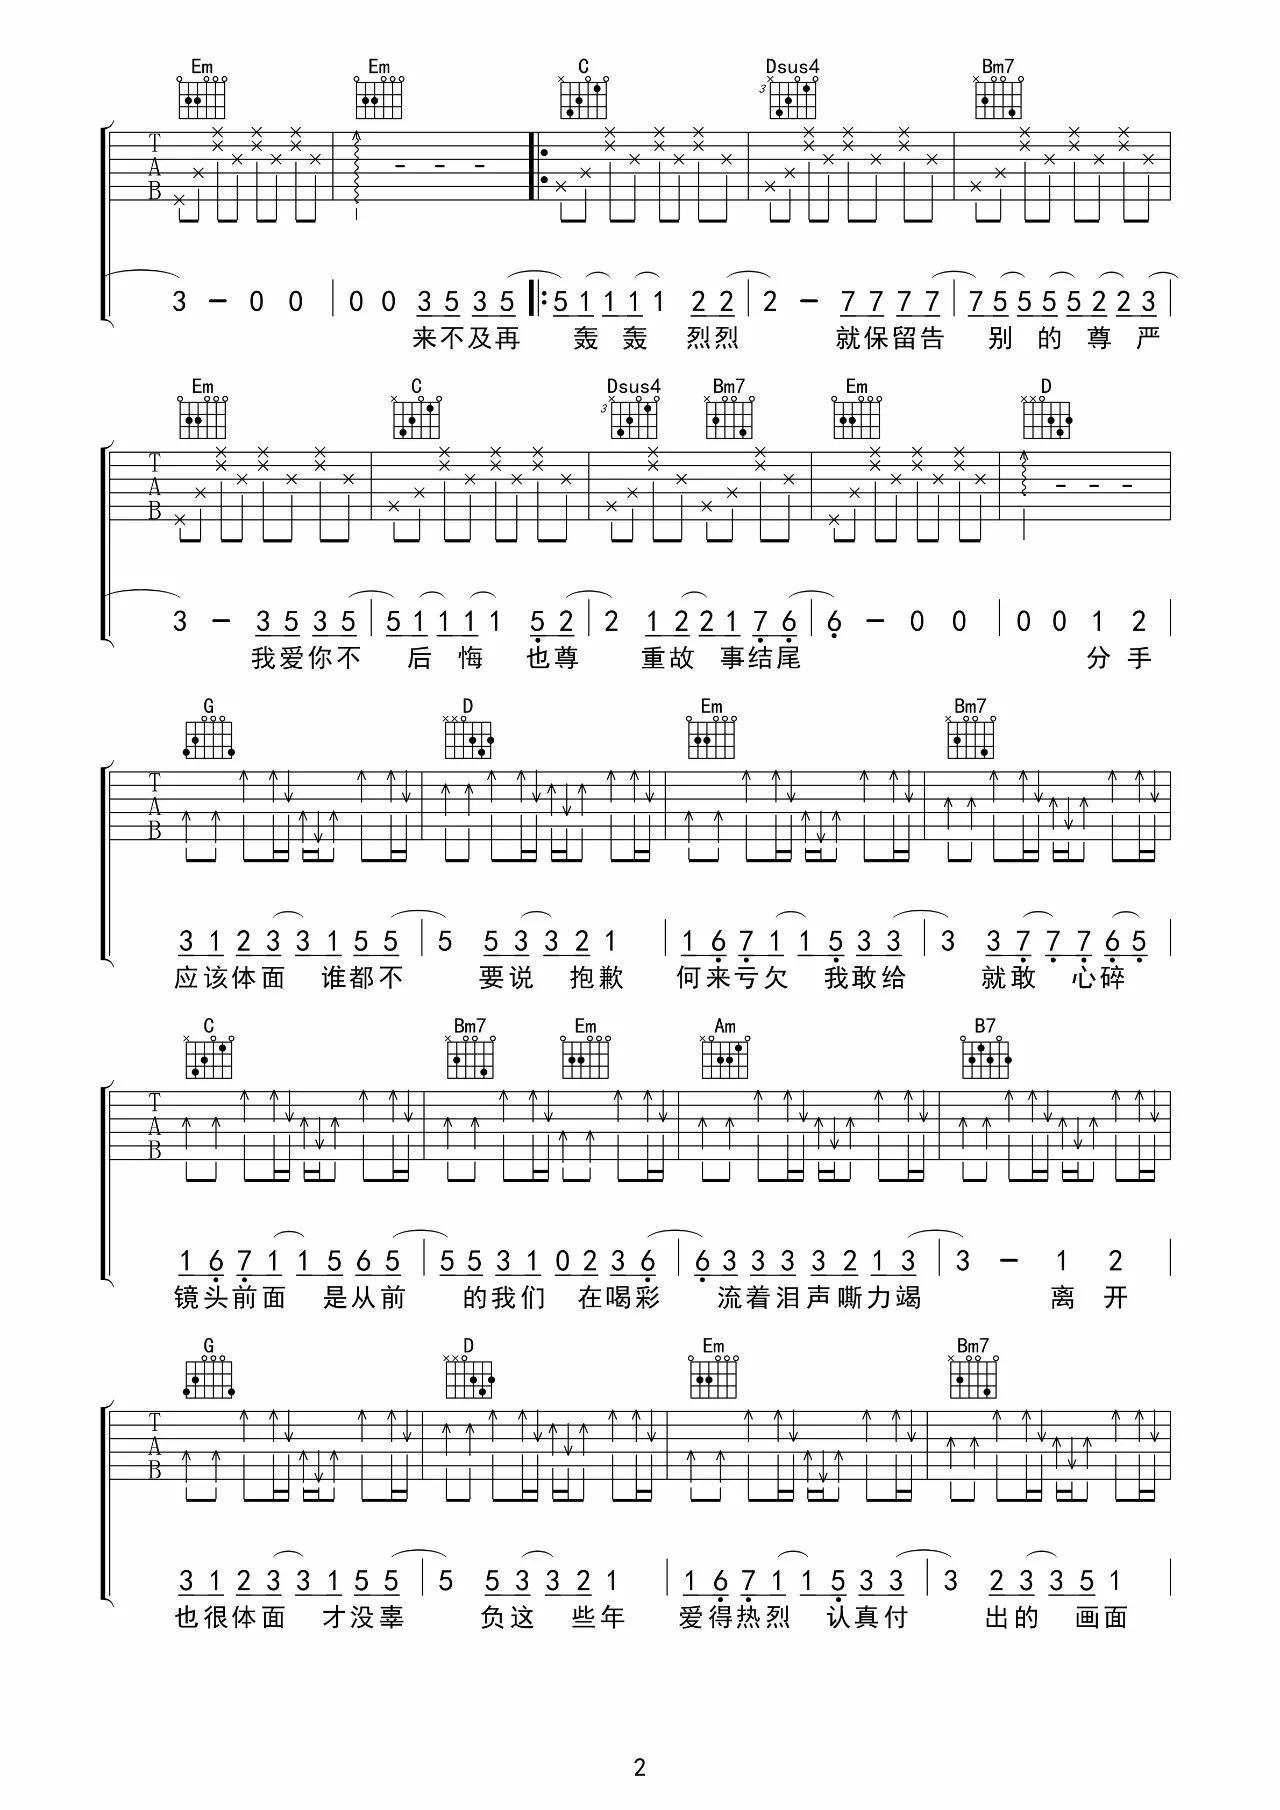 Em Em C Dsus4 Bm7
3 3
T
A
B
3 - 0 0 | 0 0 3 5 3 5 ‖: 5 1 1 1 1 2 2 | 2 - 7 7 7 7 | 7 5 5 5 5 2 2 3
来不及再 轰 轰 烈烈 就保留告 别 的 尊 严
Em C Dsus4 Bm7 Em D
3
T
A
B
3 - 3 5 3 5 | 5 1 1 1 1 5 2 | 2 1 2 2 1 7 6 | 6 - 0 0 | 0 0 1 2 |
我爱你不 后 悔 也尊 重故 事结尾 分 手
G D Em Bm7
T
A
B
3 1 2 3 3 1 5 5 | 5 5 3 3 2 1 | 1 6 7 1 1 5 3 3 | 3 3 7 7 7 6 5 |
应该体面 谁都不 要说 抱歉 何来亏欠 我敢给 就敢 心碎
C Bm7 Em Am B7
T
A
B
1 6 7 1 1 5 6 5 | 5 5 3 1 0 2 3 6 | 6 3 3 3 3 2 1 3 | 3 - 1 2 |
镜头前面 是从前 的我们 在喝彩 流着泪声嘶力竭 离 开
G D Em Bm7
T
A
B
3 1 2 3 3 1 5 5 | 5 5 3 3 2 1 | 1 6 7 1 1 5 3 3 | 3 2 3 3 5 1 |
也很体面 才没辜 负这 些年 爱得热烈 认真付 出的 画面
2